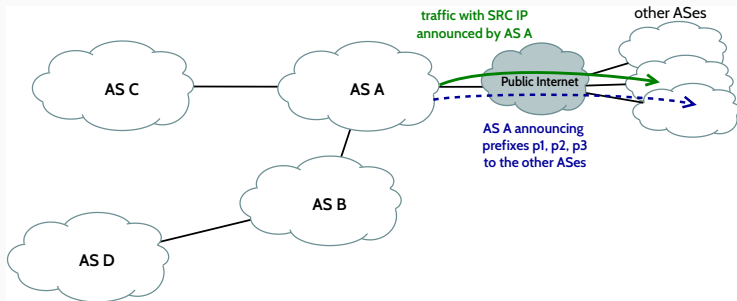 traffic with SRC IP
announced by AS A
other ASes
AS C
AS A
Public Internet
AS A announcing
prefixes p1, p2, p3
to the other ASes
AS B
AS D